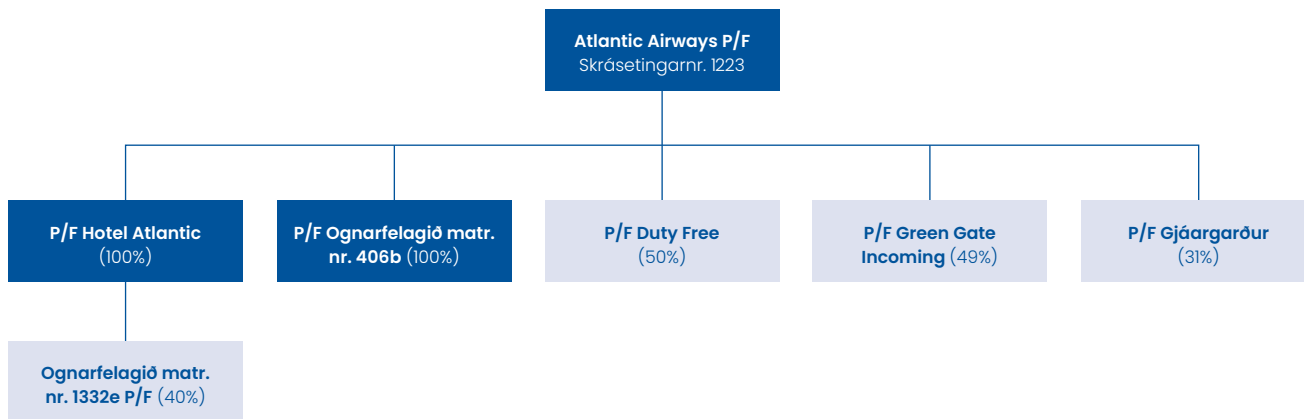 Atlantic Airways P/F
Skrásetingarnr. 1223
P/F Hotel Atlantic
(100%)
P/F Ognarfelagið matr.
nr. 406b (100%)
P/F Duty Free
(50%)
P/F Green Gate
Incoming (49%)
P/F Gjáargarður
(31%)
Ognarfelagið matr.
nr. 1332e P/F (40%)